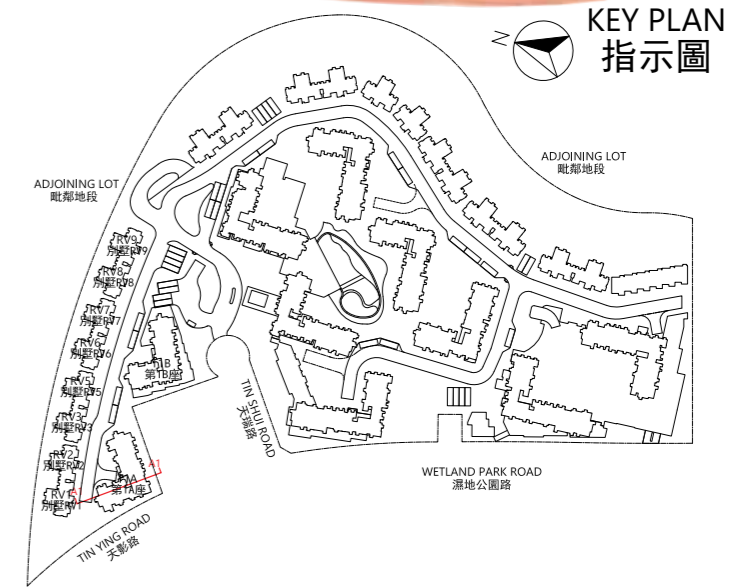 KEY PLAN
指示圖
N
ADJOINING LOT
毗鄰地段
ADJOINING LOT
毗鄰地段
RV9
別墅RV9
RV8
別墅RV8
RV7
別墅RV7
RV6
別墅RV6
RV5
別墅RV5
RV3
別墅RV3
RV2
別墅RV2
RV1
別墅RV1
T1B
第1B座
T1A
第1A座
A1
A1
TIN SHUI ROAD
天瑞路
WETLAND PARK ROAD
濕地公園路
TIN YING ROAD
天影路